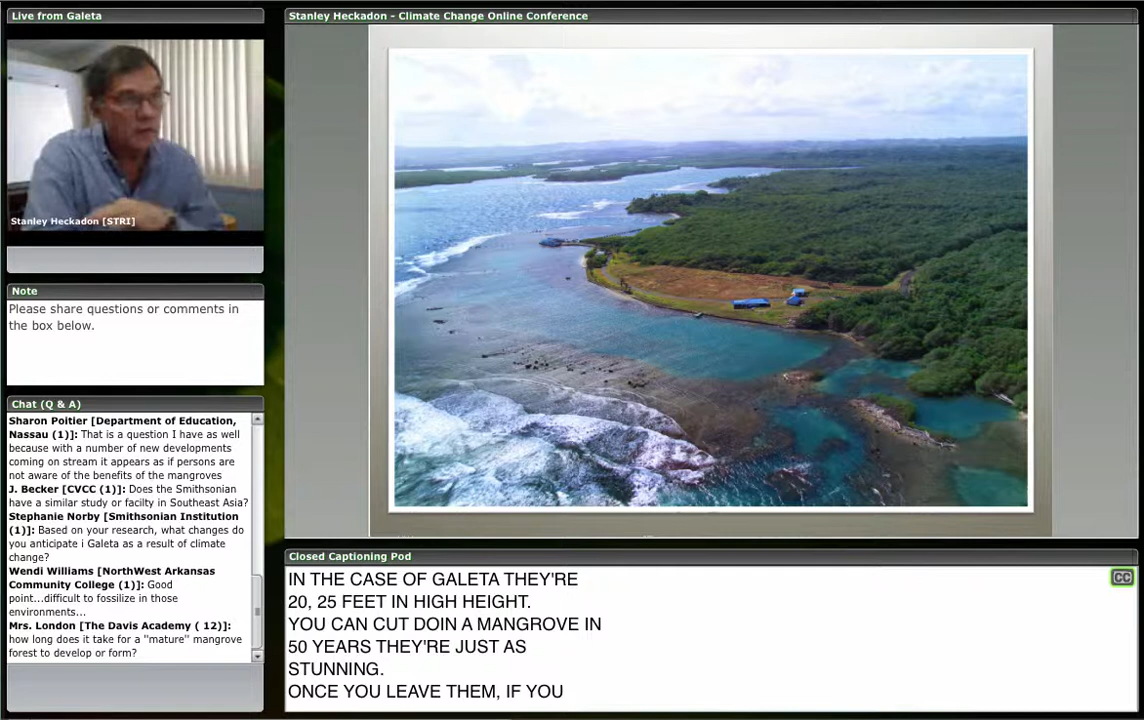 Live from Galeta
Stanley Heckadon - Climate Change Online Conference
Stanley Heckadon [STRI]
Note
Please share questions or comments in
the box below.
Chat (Q & A)
Sharon Poitier [Department of Education,
Nassau (1)]: That is a question I have as well
because with a number of new developments
coming on stream it appears as if persons are
not aware of the benefits of the mangroves
J. Becker [CVCC (1)]: Does the Smithsonian
have a similar study or facilty in Southeast Asia?
Stephanie Norby [Smithsonian Institution
(1)]: Based on your research, what changes do
you anticipate i Galeta as a result of climate
change?
Wendi Williams [NorthWest Arkansas
Community College (1)]: Good
point...difficult to fossilize in those
environments...
Mrs. London [The Davis Academy ( 12)]:
how long does it take for a "mature" mangrove
forest to develop or form?
Closed Captioning Pod
CC
IN THE CASE OF GALETA THEY'RE
20, 25 FEET IN HIGH HEIGHT.
YOU CAN CUT DOIN A MANGROVE IN
50 YEARS THEY'RE JUST AS
STUNNING.
ONCE YOU LEAVE THEM, IF YOU